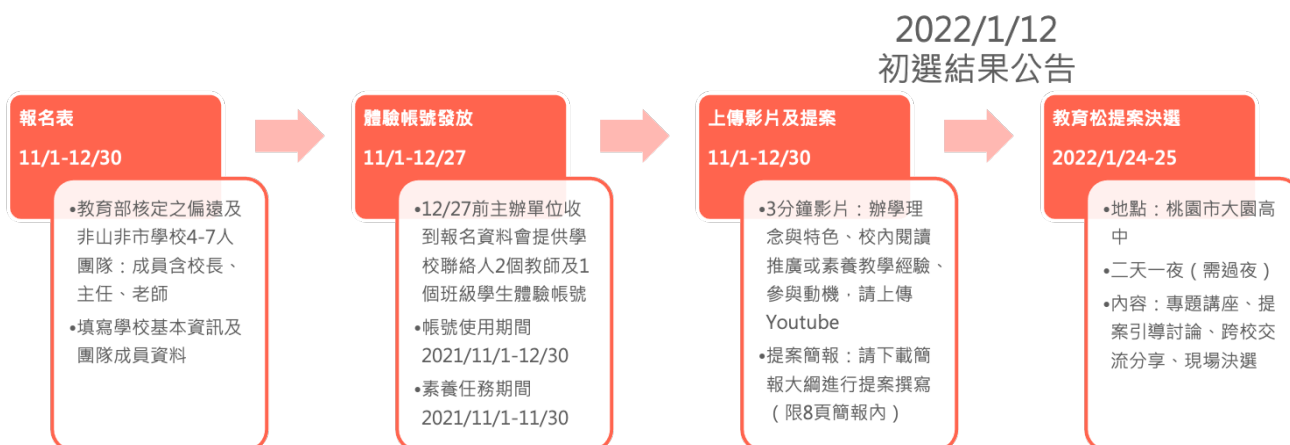 2022/1/12
初選結果公告
報名表
11/1-12/30
•教育部核定之偏遠及
非山非市學校4-7人
團隊：成員含校長、
主任、老師
•填寫學校基本資訊及
團隊成員資料
體驗帳號發放
11/1-12/27
•12/27前主辦單位收
到報名資料會提供學
校聯絡人2個教師及1
個班級學生體驗帳號
•帳號使用期間
2021/11/1-12/30
•素養任務期間
2021/11/1-11/30
上傳影片及提案
11/1-12/30
•3分鐘影片：辦學理
念與特色、校內閱讀
推廣或素養教學經驗、
參與動機，請上傳
Youtube
•提案簡報：請下載簡
報大綱進行提案撰寫
（限8頁簡報內）
教育松提案決選
2022/1/24-25
•地點：桃園市大園高
中
•二天一夜（需過夜）
•內容：專題講座、提
案引導討論、跨校交
流分享、現場決選